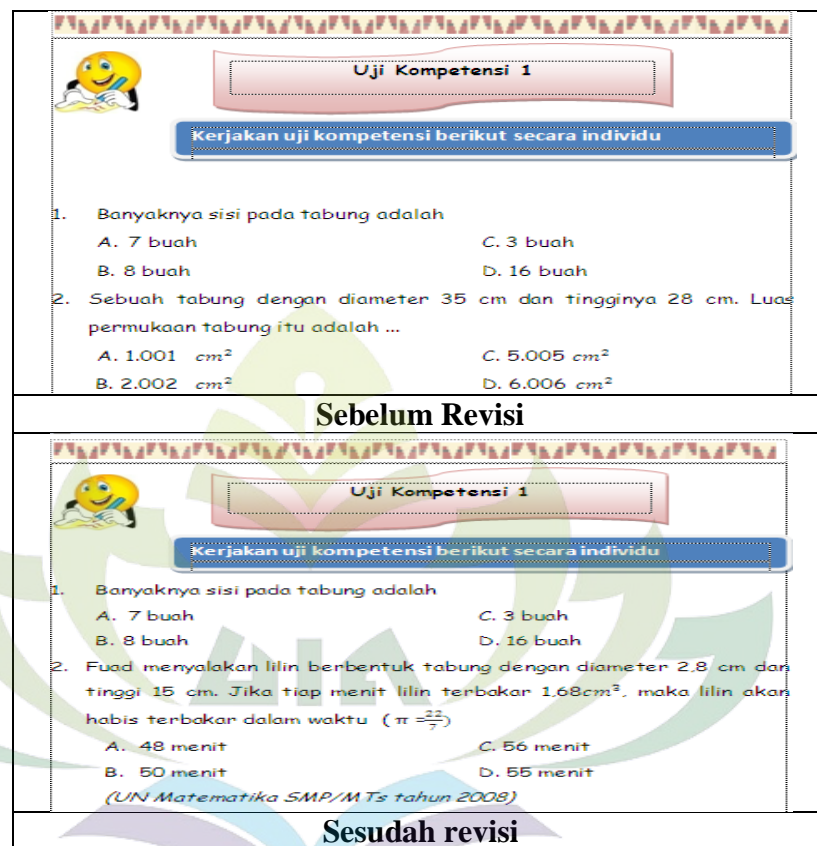 Uji Kompetensi 1
Kerjakan uji kompetensi berikut secara individu
1. Banyaknya sisi pada tabung adalah
A. 7 buah C. 3 buah
B. 8 buah D. 16 buah
2. Sebuah tabung dengan diameter 35 cm dan tingginya 28 cm. Luas
permukaan tabung itu adalah ...
A. 1.001 cm² C. 5.005 cm²
B. 2.002 cm² D. 6.006 cm²
Sebelum Revisi
Uji Kompetensi 1
Kerjakan uji kompetensi berikut secara individu
1. Banyaknya sisi pada tabung adalah
A. 7 buah C. 3 buah
B. 8 buah D. 16 buah
2. Fuad menyalakan lilin berbentuk tabung dengan diameter 2,8 cm dan
tinggi 15 cm. Jika tiap menit lilin terbakar 1,68cm³, maka lilin akan
habis terbakar dalam waktu (π =22/7)
A. 48 menit C. 56 menit
B. 50 menit D. 55 menit
(UN Matematika SMP/MTs tahun 2008)
Sesudah revisi